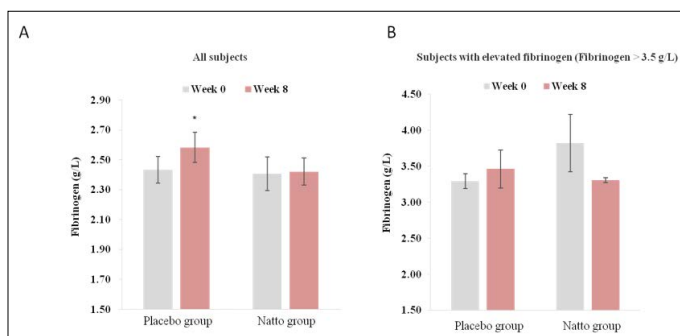 A
All subjects
Week 0 Week 8
Fibrinogen (g/L)
2.90
2.70
2.50
2.30
2.10
1.90
1.70
1.50
*
Placebo group Natto group
B
Subjects with elevated fibrinogen (Fibrinogen > 3.5 g/L)
Week 0 Week 8
Fibrinogen (g/L)
4.50
4.00
3.50
3.00
2.50
2.00
1.50
Placebo group Natto group